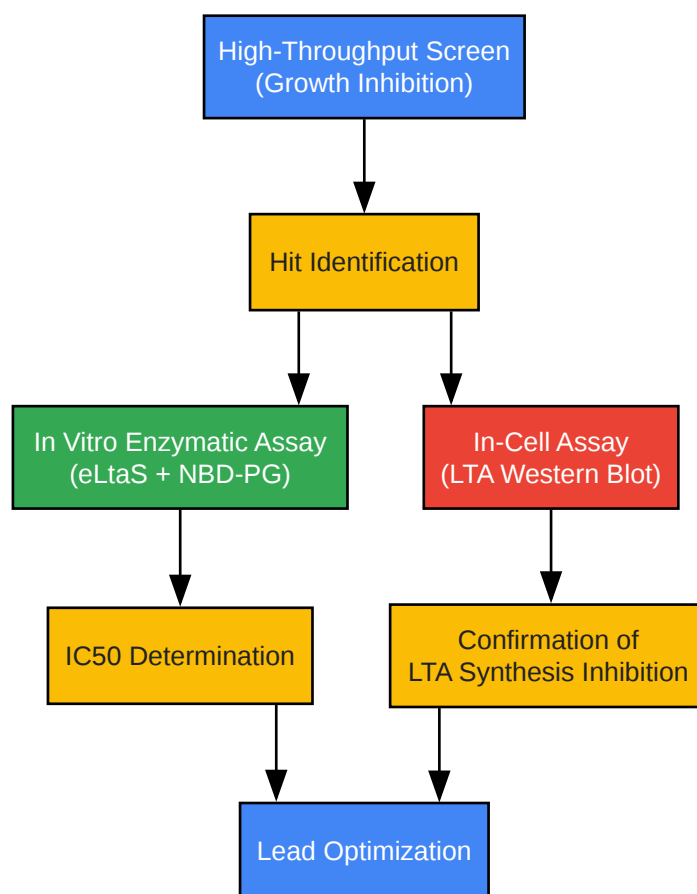 High-Throughput Screen
(Growth Inhibition)
Hit Identification
In Vitro Enzymatic Assay
(eLtaS + NBD-PG)
In-Cell Assay
(LTA Western Blot)
IC50 Determination
Confirmation of
LTA Synthesis Inhibition
Lead Optimization